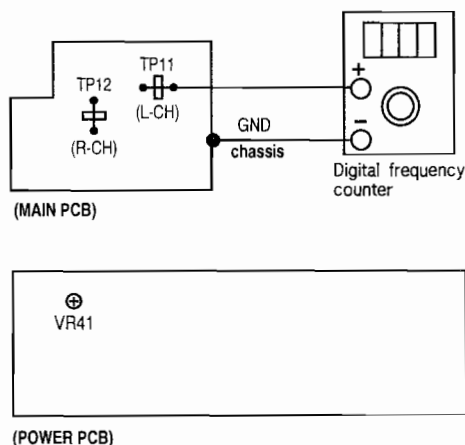 TP11
TP12
(L-CH)
(R-CH)
GND
chassis
+
−
Digital frequency
counter
(MAIN PCB)
VR41
(POWER PCB)